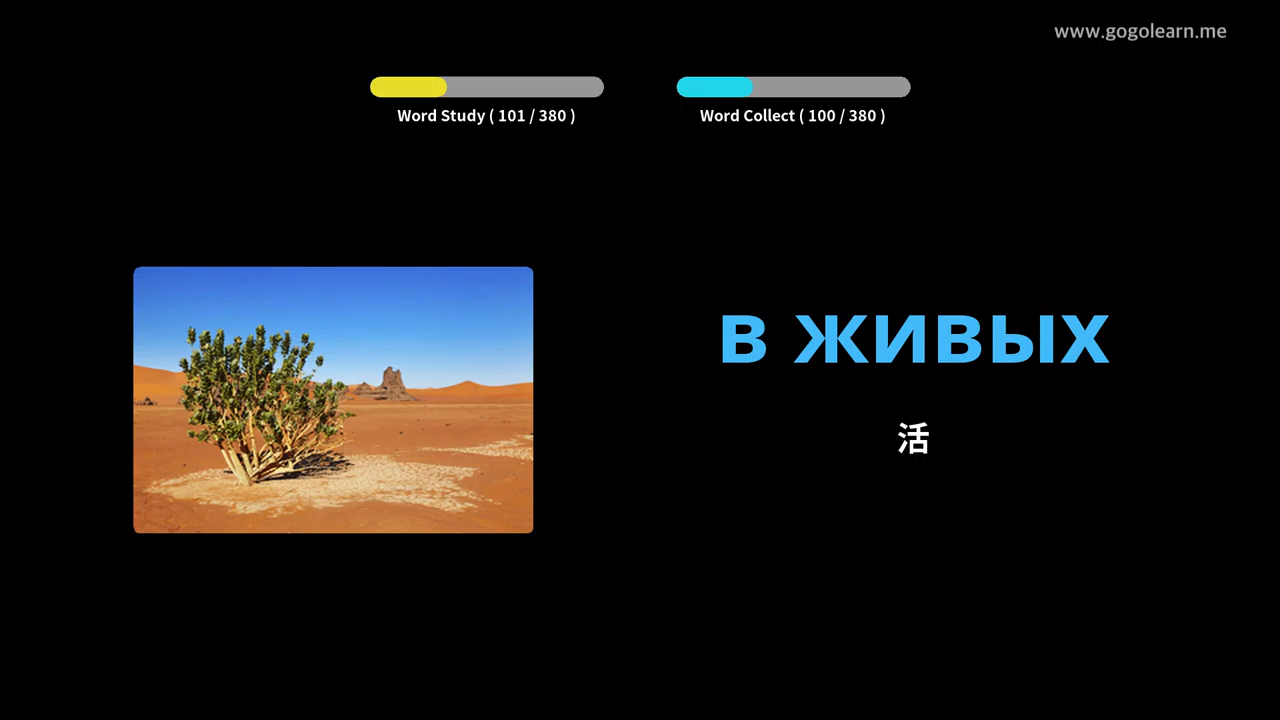 www.gogolearn.me
Word Study ( 101 / 380 )
Word Collect ( 100 / 380 )
в живых
活